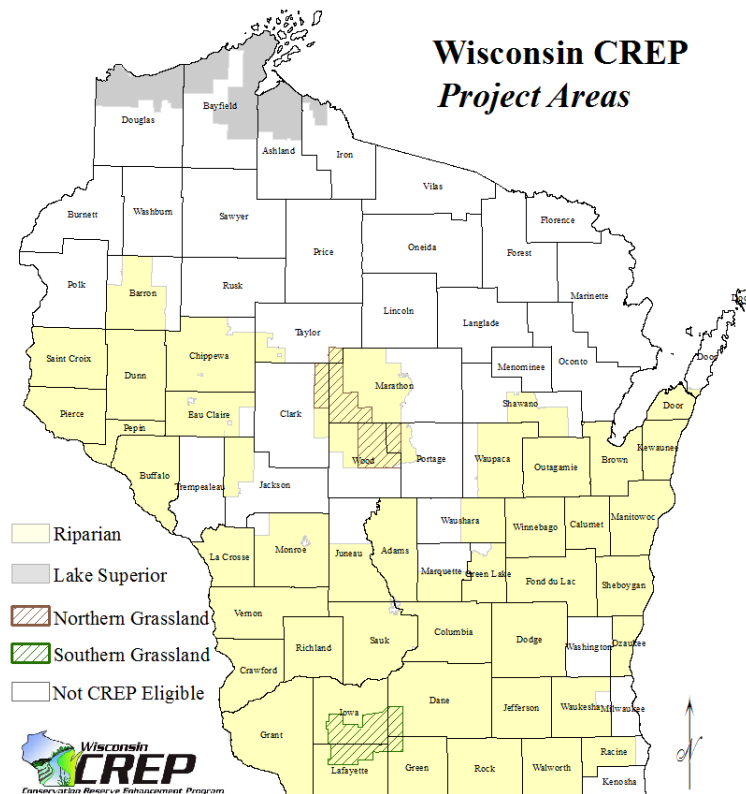 Wisconsin CREP
Project Areas
Douglas
Bayfield
Ashland
Iron
Vilas
Burnett
Washburn
Sawyer
Price
Oneida
Forest
Florence
Polk
Barron
Rusk
Lincoln
Langlade
Marinette
Taylor
Chippewa
Menominee
Oconto
Door
Saint Croix
Dunn
Marathon
Shawano
Door
Pierce
Pepin
Eau Claire
Clark
Kewaunee
Buffalo
Trempealeau
Jackson
Wood
Portage
Waupaca
Outagamie
Brown
Riparian
Lake Superior
Northern Grassland
Southern Grassland
Not CREP Eligible
La Crosse
Monroe
Juneau
Adams
Waushara
Winnebago
Calumet
Manitowoc
Marquette
Green Lake
Fond du Lac
Sheboygan
Vernon
Richland
Sauk
Columbia
Dodge
Washington
Ozaukee
Crawford
Grant
Iowa
Dane
Jefferson
Waukesha
Milwaukee
Lafayette
Green
Rock
Walworth
Racine
Kenosha
N
Wisconsin
CREP
Conservation Reserve Enhancement Program